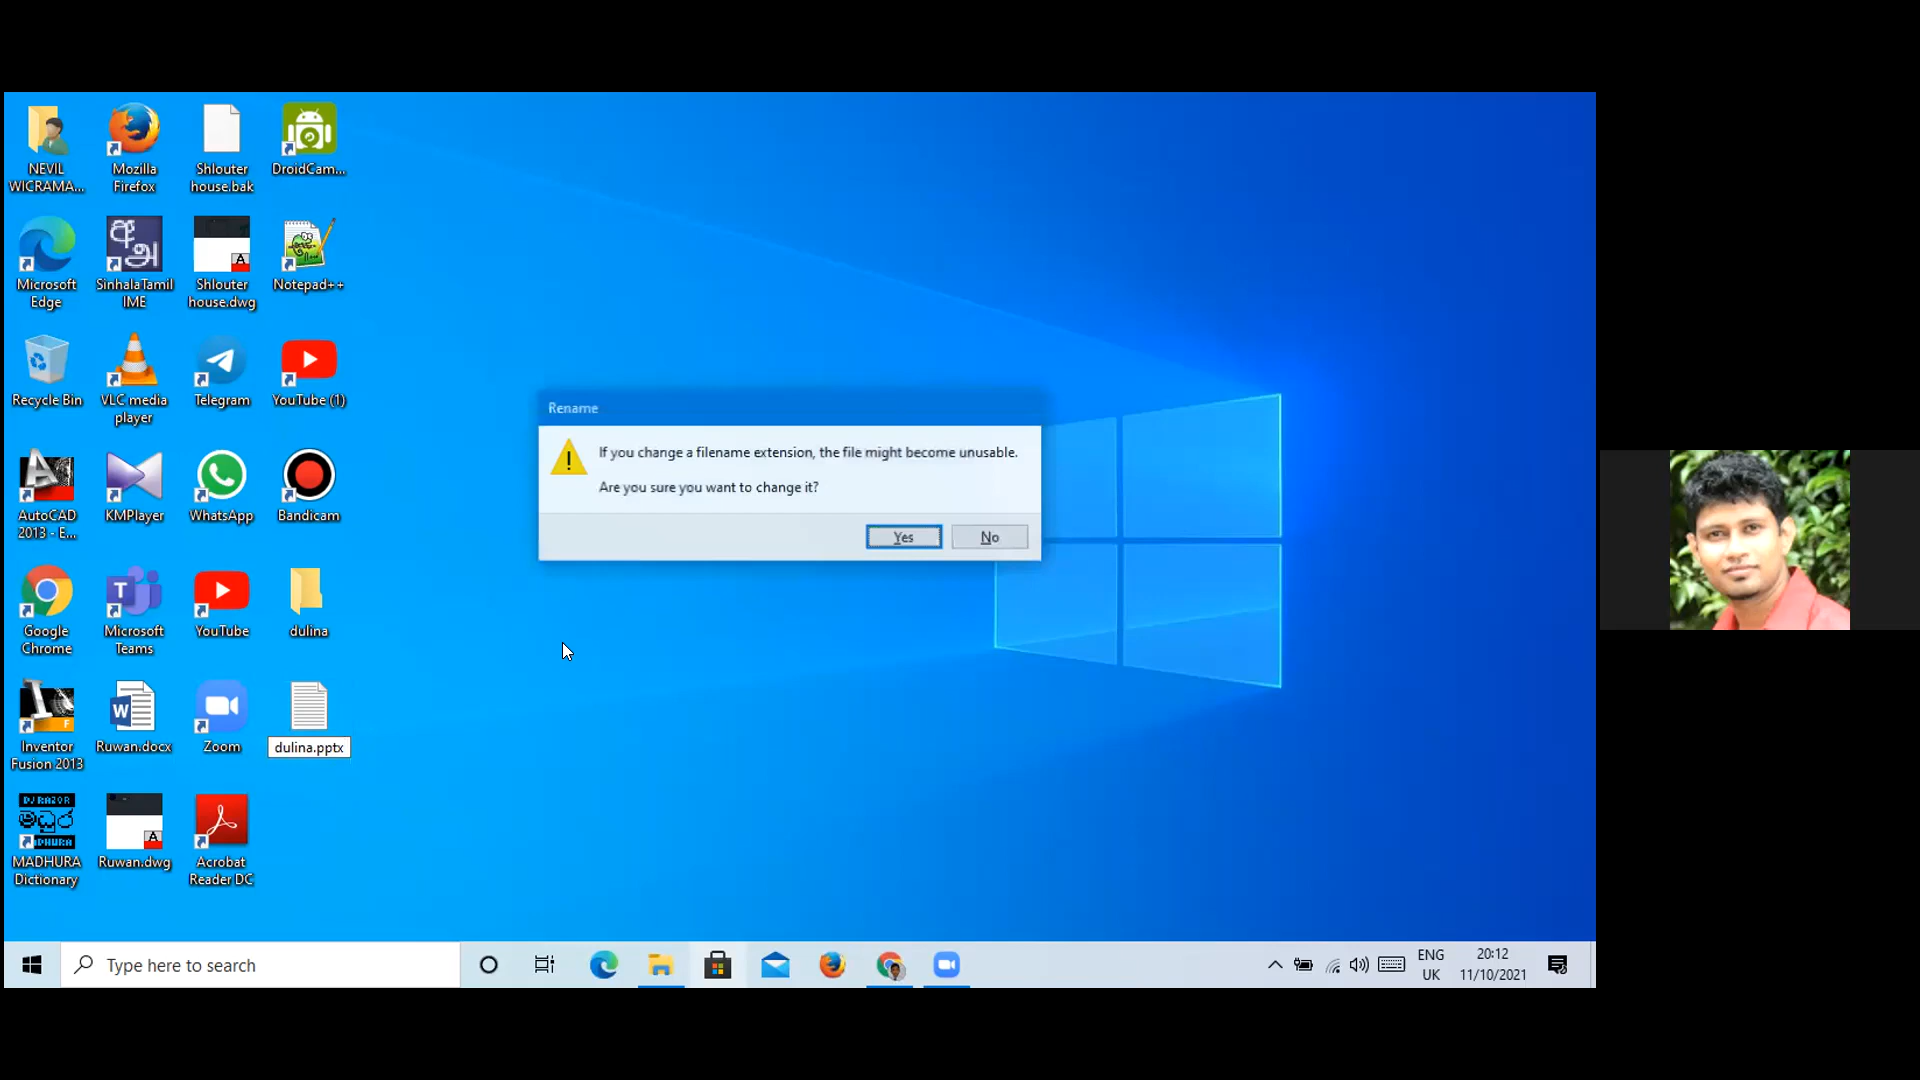 NEVIL
WICRAMA...
Mozilla
Firefox
Shlouter
house.bak
DroidCam...
Microsoft
Edge
SinhalaTamil
IME
Shlouter
house.dwg
Notepad++
Recycle Bin
VLC media
player
Telegram
YouTube (1)
AutoCAD
2013 - E...
KMPlayer
WhatsApp
Bandicam
Google
Chrome
Microsoft
Teams
YouTube
dulina
Inventor
Fusion 2013
Ruwan.docx
Zoom
dulina.pptx
MADHURA
Dictionary
Ruwan.dwg
Acrobat
Reader DC
Rename
If you change a filename extension, the file might become unusable.
Are you sure you want to change it?
Yes No
Type here to search
ENG
UK
20:12
11/10/2021